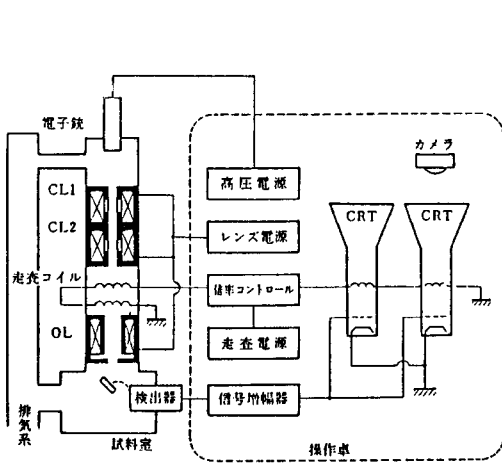 電子銃
カメラ
CL1
CL2
走査コイル
OL
高圧電源
レンズ電源
倍率コントロール
走査電源
信号増幅器
CRT
CRT
検出器
排気系
試料室
操作卓